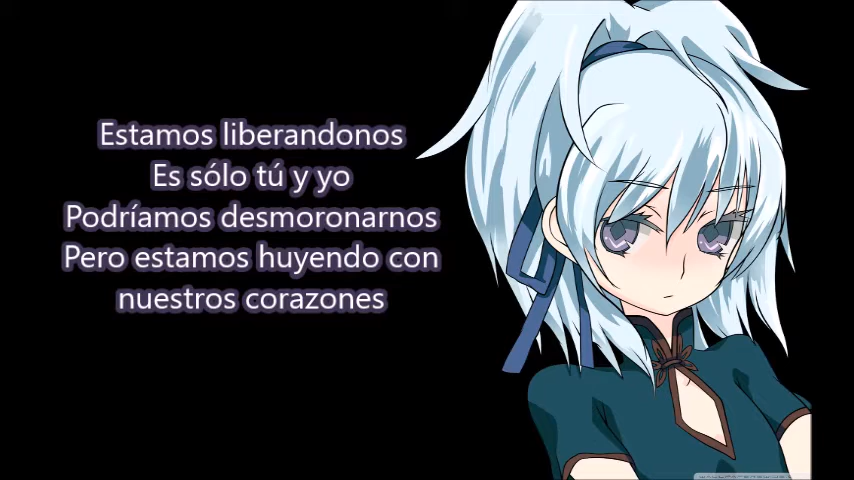 Estamos liberandonos
Es sólo tú y yo
Podríamos desmoronarnos
Pero estamos huyendo con
nuestros corazones